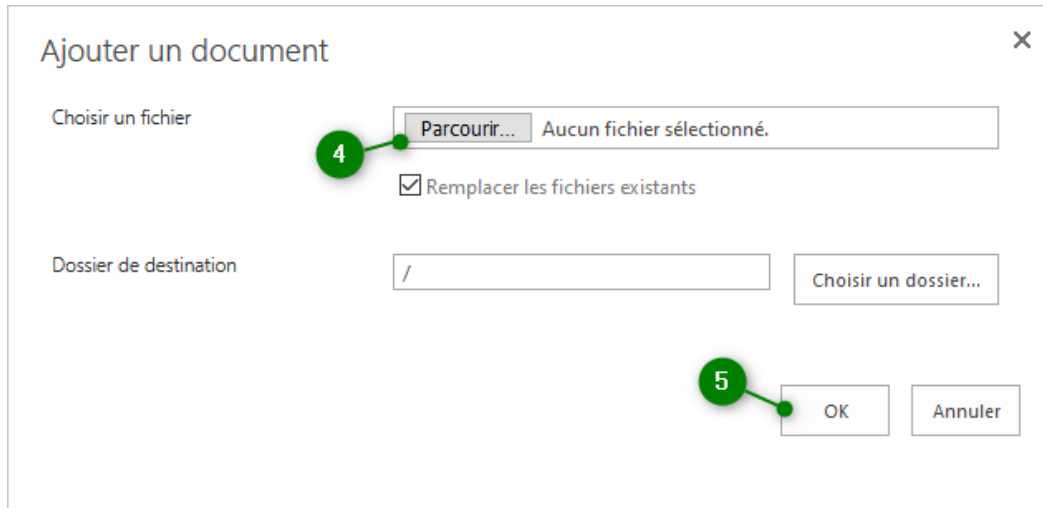 Ajouter un document
Choisir un fichier
Parcourir... Aucun fichier sélectionné.
4
Remplacer les fichiers existants
Dossier de destination
/
Choisir un dossier...
5
OK
Annuler